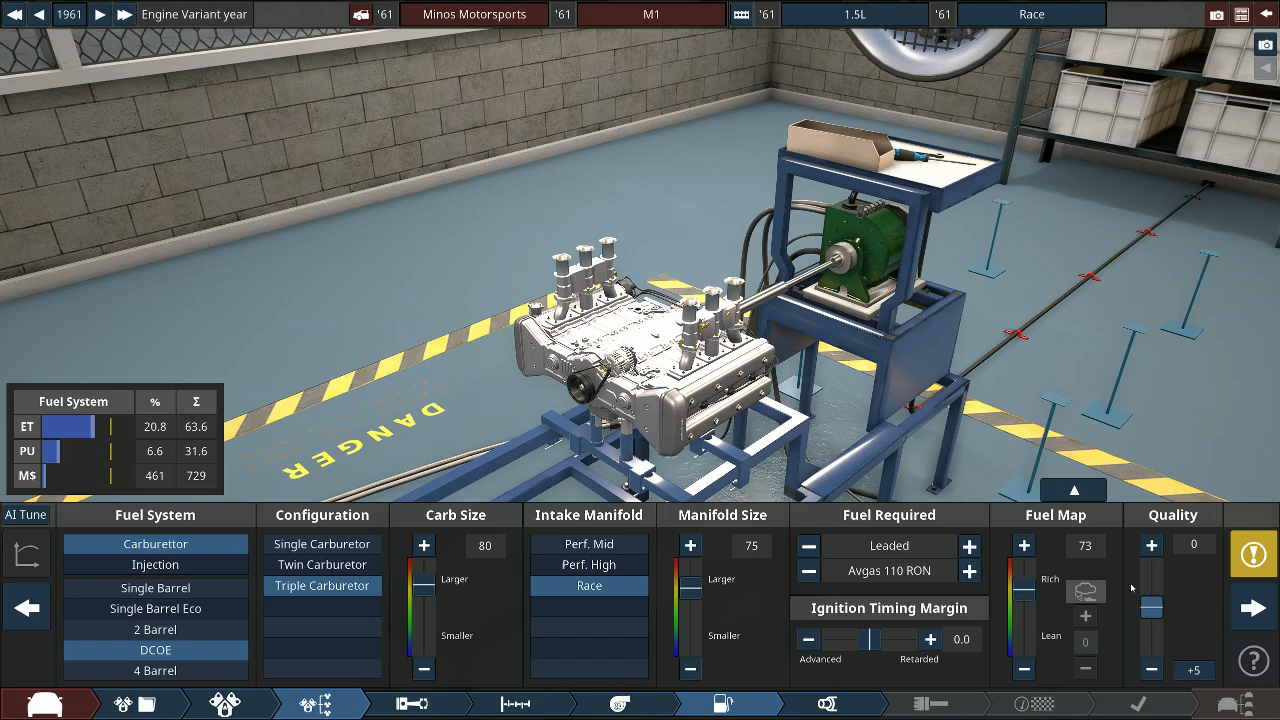 1961 Engine Variant year '61 Minos Motorsports '61 M1 '61 1.5L '61 Race
DANGER
Fuel System % Σ
ET 20.8 63.6
PU 6.6 31.6
M$ 461 729
AI Tune Fuel System Configuration Carb Size Intake Manifold Manifold Size Fuel Required Fuel Map Quality
Carburettor Single Carburetor + 80 Perf. Mid + 75 − Leaded + + 73 + 0
Injection Twin Carburetor Larger Perf. High Larger − Avgas 110 RON + Rich
Single Barrel Triple Carburetor Race
Single Barrel Eco Ignition Timing Margin +
2 Barrel Smaller Smaller − + 0.0 Lean 0
DCOE Advanced Retarded
4 Barrel − − − − − +5